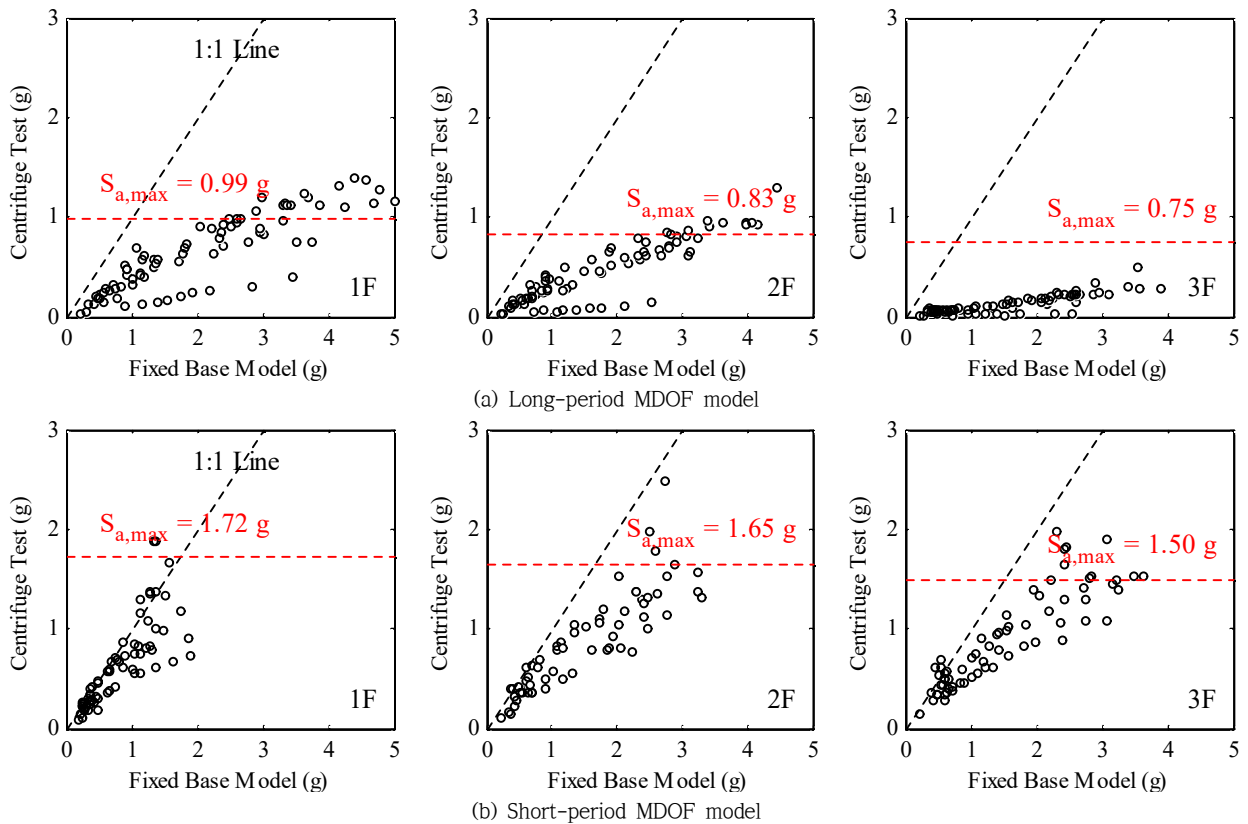 3
2
1
0
Centrifuge Test (g)
1:1 Line
S_a,max = 0.99 g
1F
0 1 2 3 4 5
Fixed Base Model (g)
3
2
1
0
Centrifuge Test (g)
S_a,max = 0.83 g
2F
0 1 2 3 4 5
Fixed Base Model (g)
3
2
1
0
Centrifuge Test (g)
S_a,max = 0.75 g
3F
0 1 2 3 4 5
Fixed Base Model (g)
(a) Long-period MDOF model
3
2
1
0
Centrifuge Test (g)
1:1 Line
S_a,max = 1.72 g
1F
0 1 2 3 4 5
Fixed Base Model (g)
3
2
1
0
Centrifuge Test (g)
S_a,max = 1.65 g
2F
0 1 2 3 4 5
Fixed Base Model (g)
3
2
1
0
Centrifuge Test (g)
S_a,max = 1.50 g
3F
0 1 2 3 4 5
Fixed Base Model (g)
(b) Short-period MDOF model